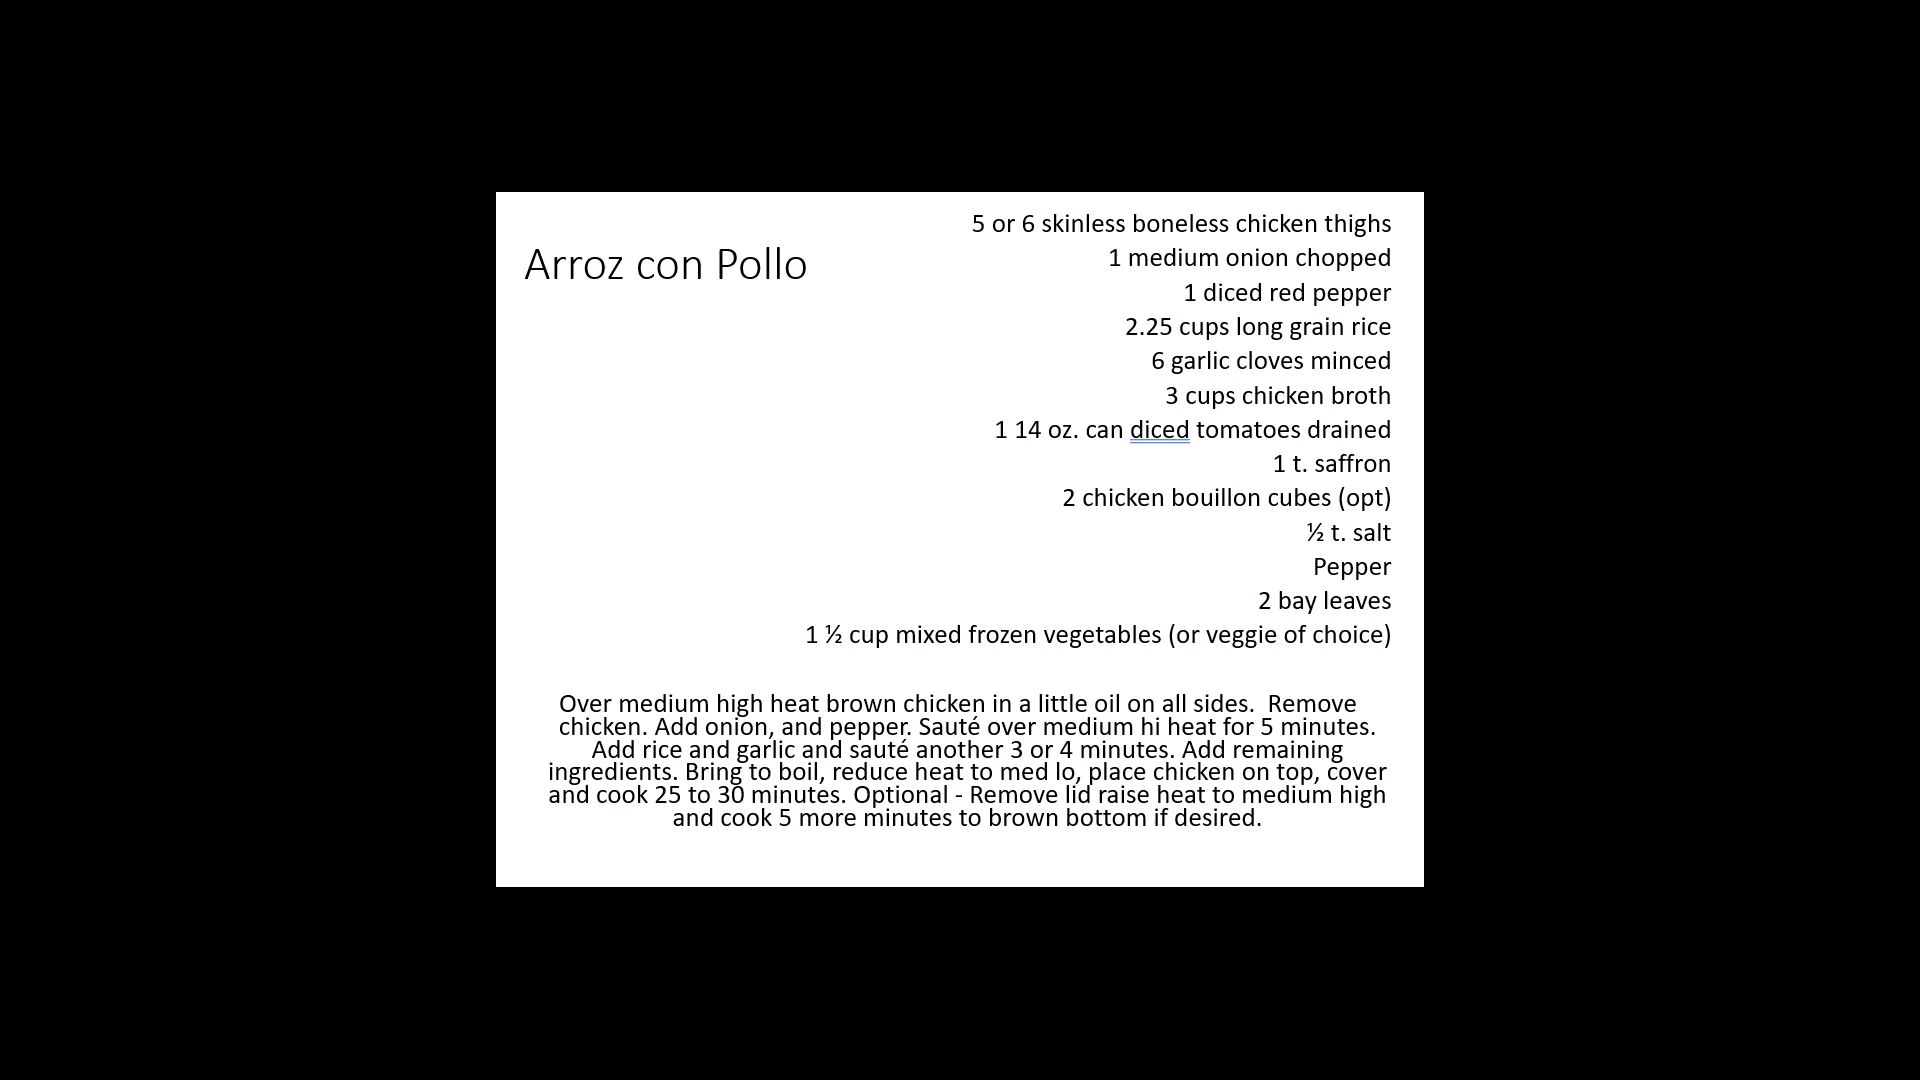 Arroz con Pollo
5 or 6 skinless boneless chicken thighs
1 medium onion chopped
1 diced red pepper
2.25 cups long grain rice
6 garlic cloves minced
3 cups chicken broth
1 14 oz. can diced tomatoes drained
1 t. saffron
2 chicken bouillon cubes (opt)
½ t. salt
Pepper
2 bay leaves
1 ½ cup mixed frozen vegetables (or veggie of choice)
Over medium high heat brown chicken in a little oil on all sides.  Remove
chicken. Add onion, and pepper. Sauté over medium hi heat for 5 minutes.
Add rice and garlic and sauté another 3 or 4 minutes. Add remaining
ingredients. Bring to boil, reduce heat to med lo, place chicken on top, cover
and cook 25 to 30 minutes. Optional - Remove lid raise heat to medium high
and cook 5 more minutes to brown bottom if desired.